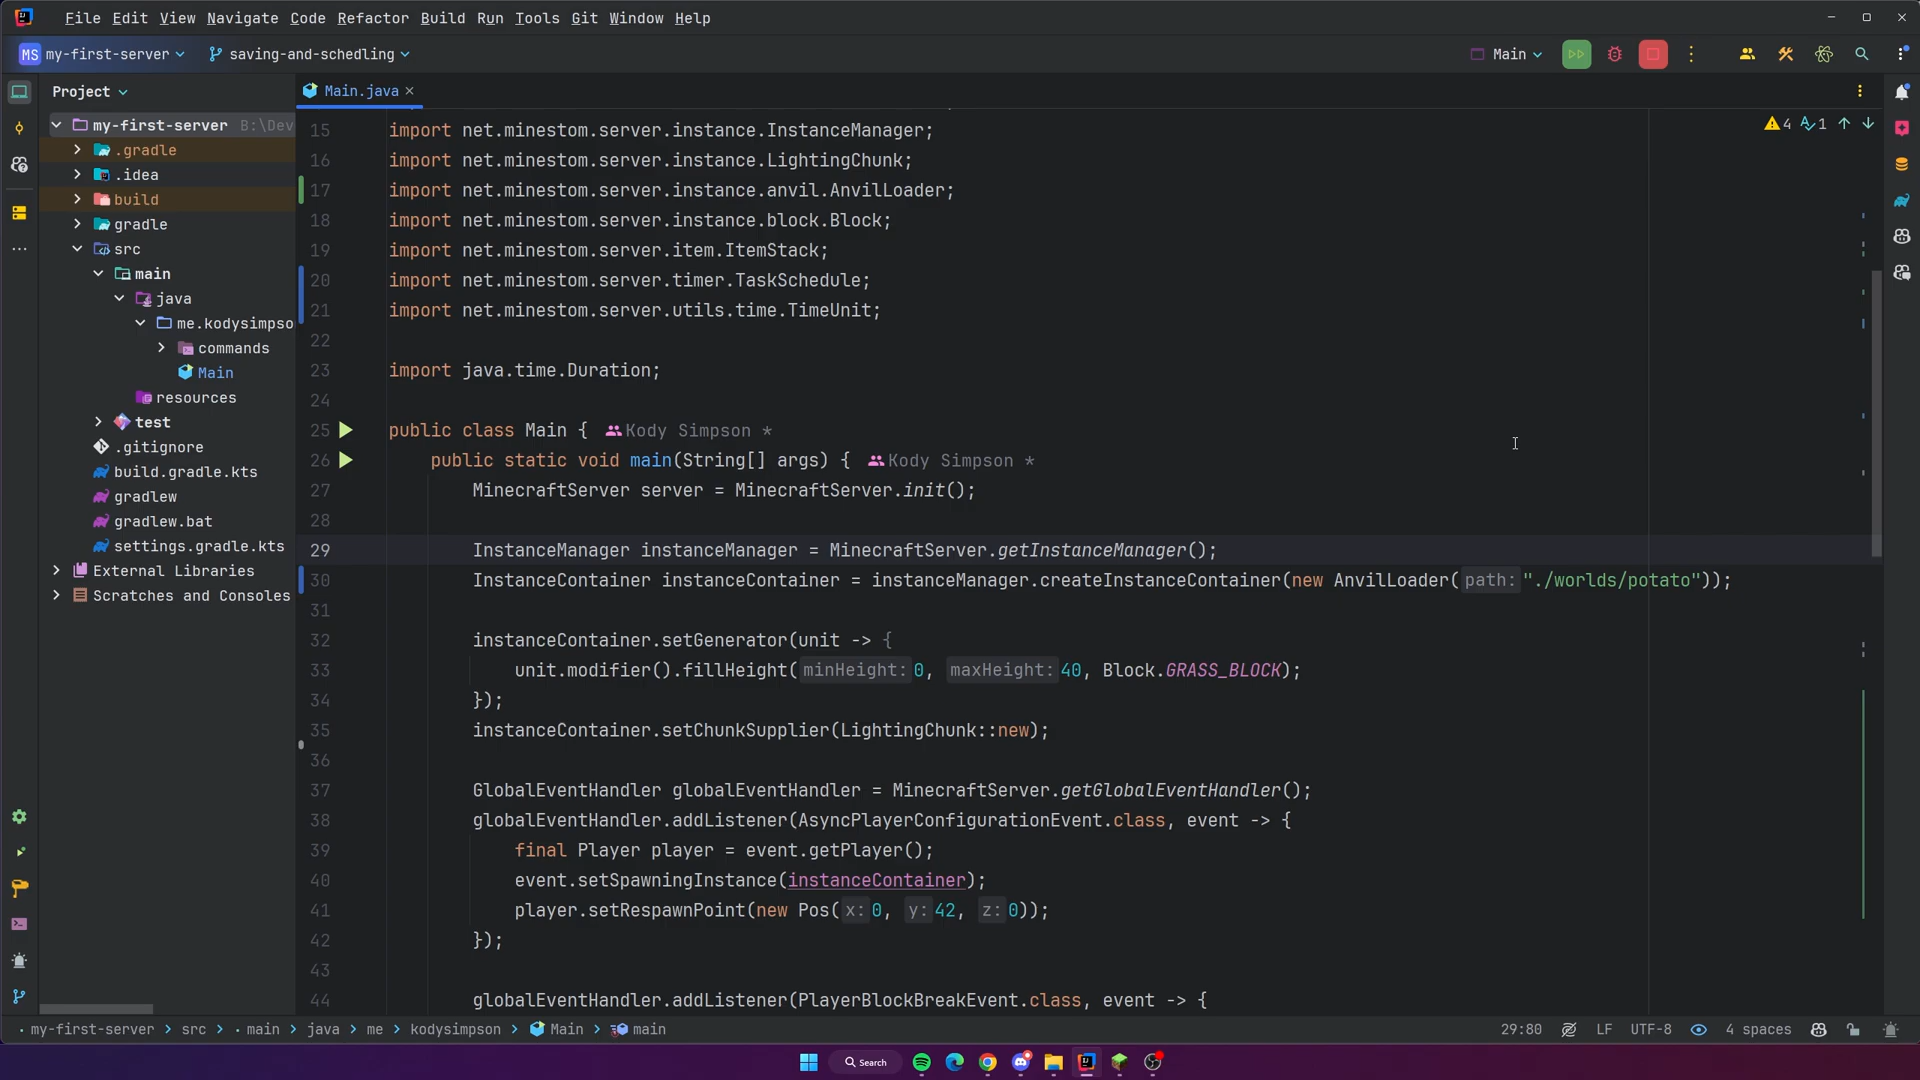 File Edit View Navigate Code Refactor Build Run Tools Git Window Help
MS my-first-server saving-and-schedling Main
Project Main.java
my-first-server B:\Dev
.gradle
.idea
build
gradle
src
main
java
me.kodysimpso
commands
Main
resources
test
.gitignore
build.gradle.kts
gradlew
gradlew.bat
settings.gradle.kts
External Libraries
Scratches and Consoles
4 1
15 import net.minestom.server.instance.InstanceManager;
16 import net.minestom.server.instance.LightingChunk;
17 import net.minestom.server.instance.anvil.AnvilLoader;
18 import net.minestom.server.instance.block.Block;
19 import net.minestom.server.item.ItemStack;
20 import net.minestom.server.timer.TaskSchedule;
21 import net.minestom.server.utils.time.TimeUnit;
22
23 import java.time.Duration;
24
25 public class Main { Kody Simpson *
26 public static void main(String[] args) { Kody Simpson *
27 MinecraftServer server = MinecraftServer.init();
28
29 InstanceManager instanceManager = MinecraftServer.getInstanceManager();
30 InstanceContainer instanceContainer = instanceManager.createInstanceContainer(new AnvilLoader( path: "./worlds/potato"));
31
32 instanceContainer.setGenerator(unit -> {
33 unit.modifier().fillHeight( minHeight: 0, maxHeight: 40, Block.GRASS_BLOCK);
34 });
35 instanceContainer.setChunkSupplier(LightingChunk::new);
36
37 GlobalEventHandler globalEventHandler = MinecraftServer.getGlobalEventHandler();
38 globalEventHandler.addListener(AsyncPlayerConfigurationEvent.class, event -> {
39 final Player player = event.getPlayer();
40 event.setSpawningInstance(instanceContainer);
41 player.setRespawnPoint(new Pos( x: 0, y: 42, z: 0));
42 });
43
44 globalEventHandler.addListener(PlayerBlockBreakEvent.class, event -> {
my-first-server > src > main > java > me > kodysimpson > Main > main 29:80 LF UTF-8 4 spaces
Search